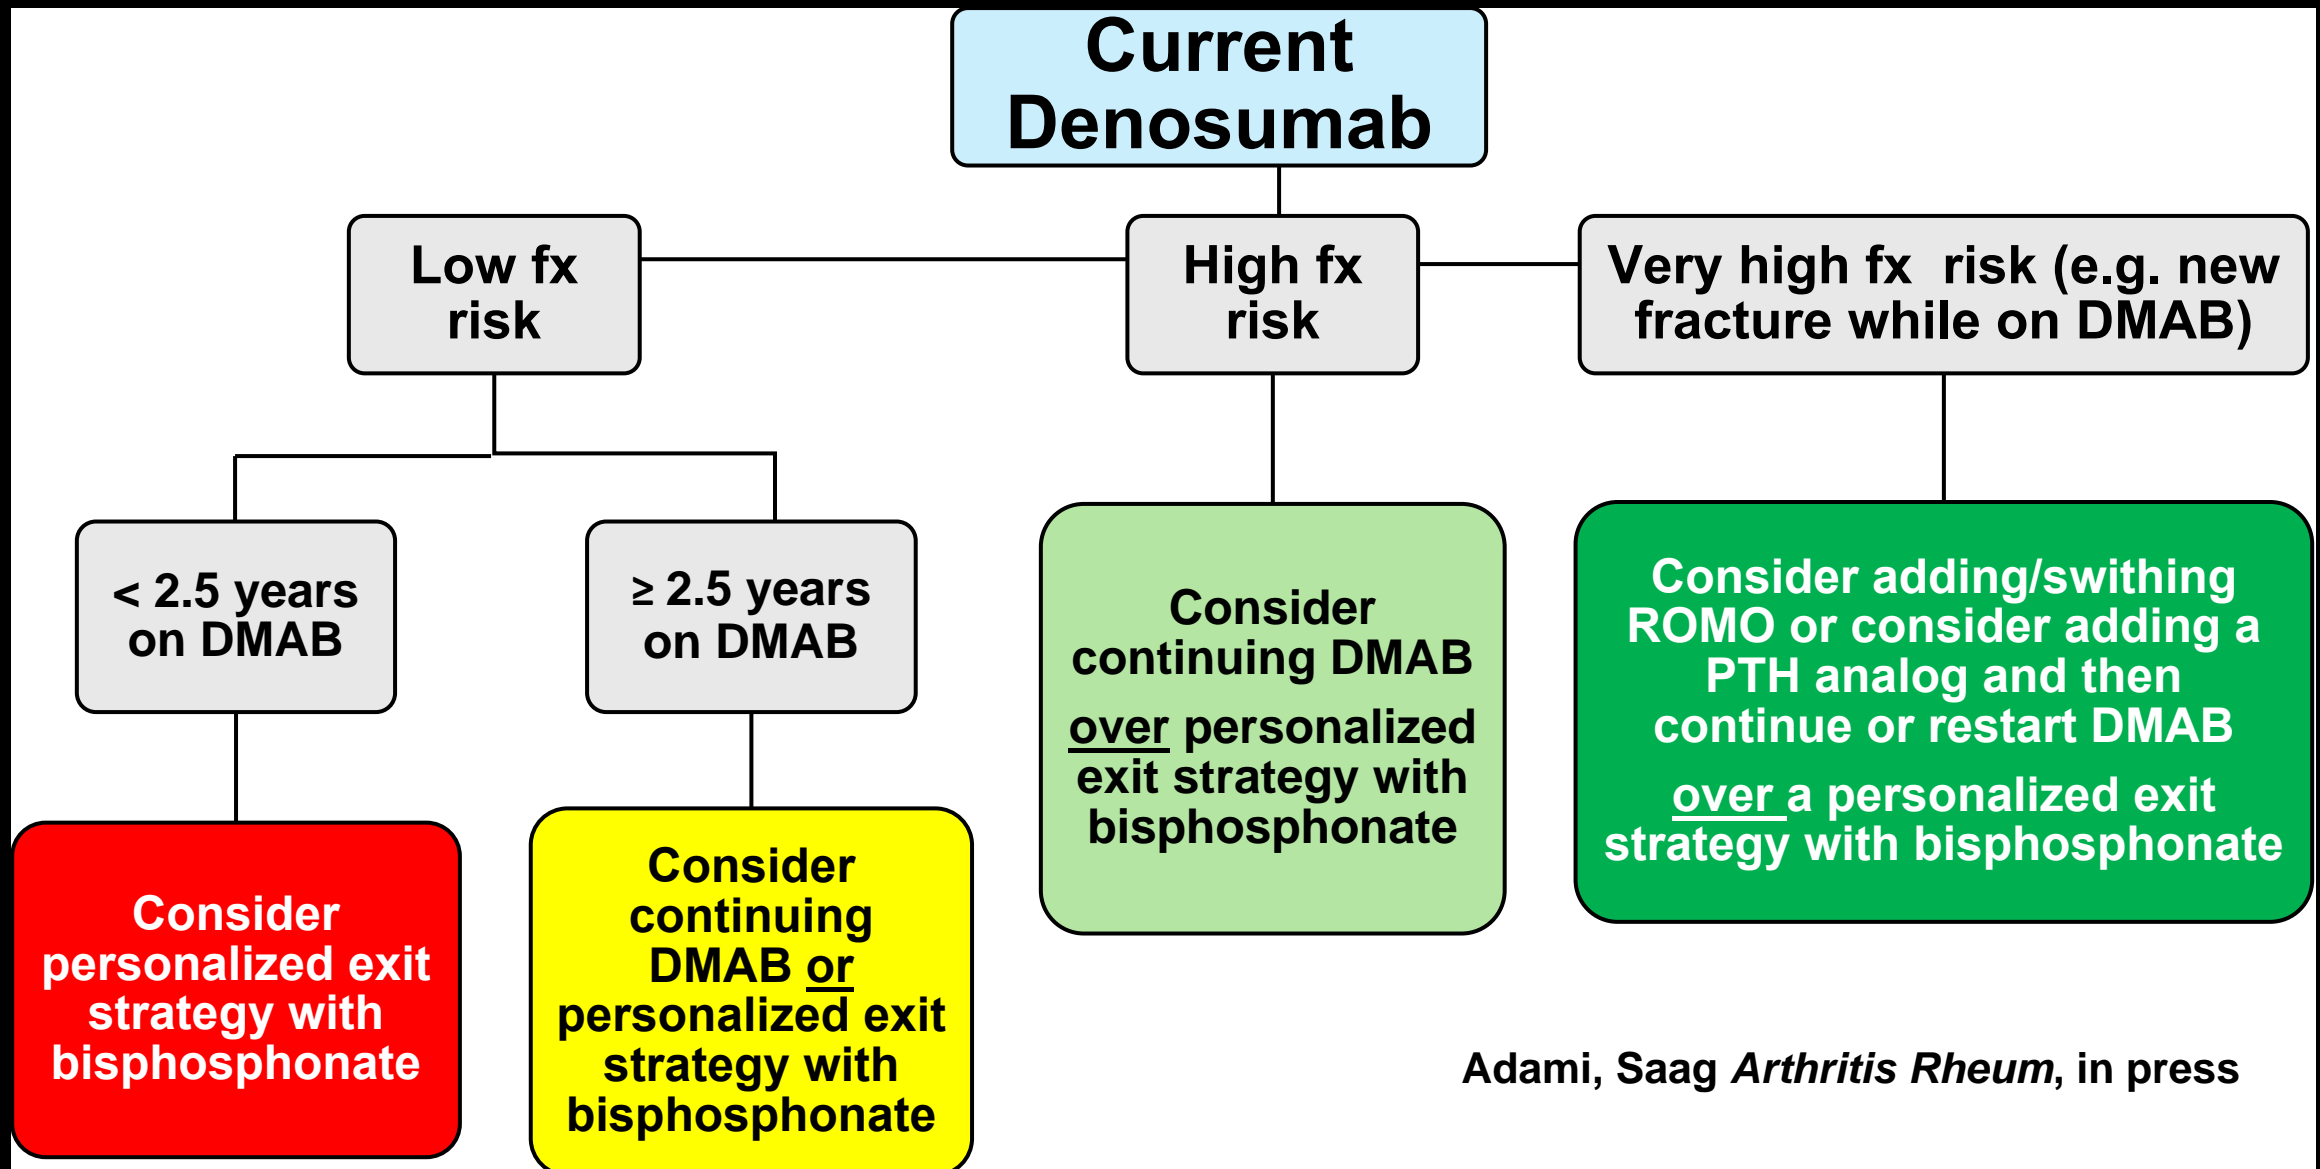 Current
Denosumab
Low fx
risk
High fx
risk
Very high fx risk (e.g. new
fracture while on DMAB)
< 2.5 years
on DMAB
≥ 2.5 years
on DMAB
Consider
personalized exit
strategy with
bisphosphonate
Consider
continuing
DMAB or
personalized exit
strategy with
bisphosphonate
Consider
continuing DMAB
over personalized
exit strategy with
bisphosphonate
Consider adding/swithing
ROMO or consider adding a
PTH analog and then
continue or restart DMAB
over a personalized exit
strategy with bisphosphonate
Adami, Saag Arthritis Rheum, in press